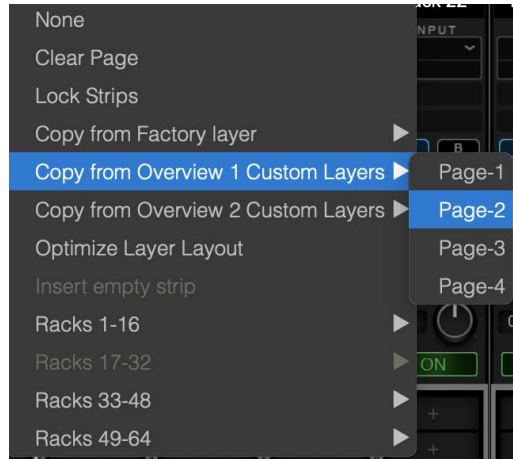 None
Clear Page
Lock Strips
Copy from Factory layer
Copy from Overview 1 Custom Layers
Copy from Overview 2 Custom Layers
Optimize Layer Layout
Insert empty strip
Racks 1-16
Racks 17-32
Racks 33-48
Racks 49-64
Page-1
Page-2
Page-3
Page-4
22
NPUT
B
ON